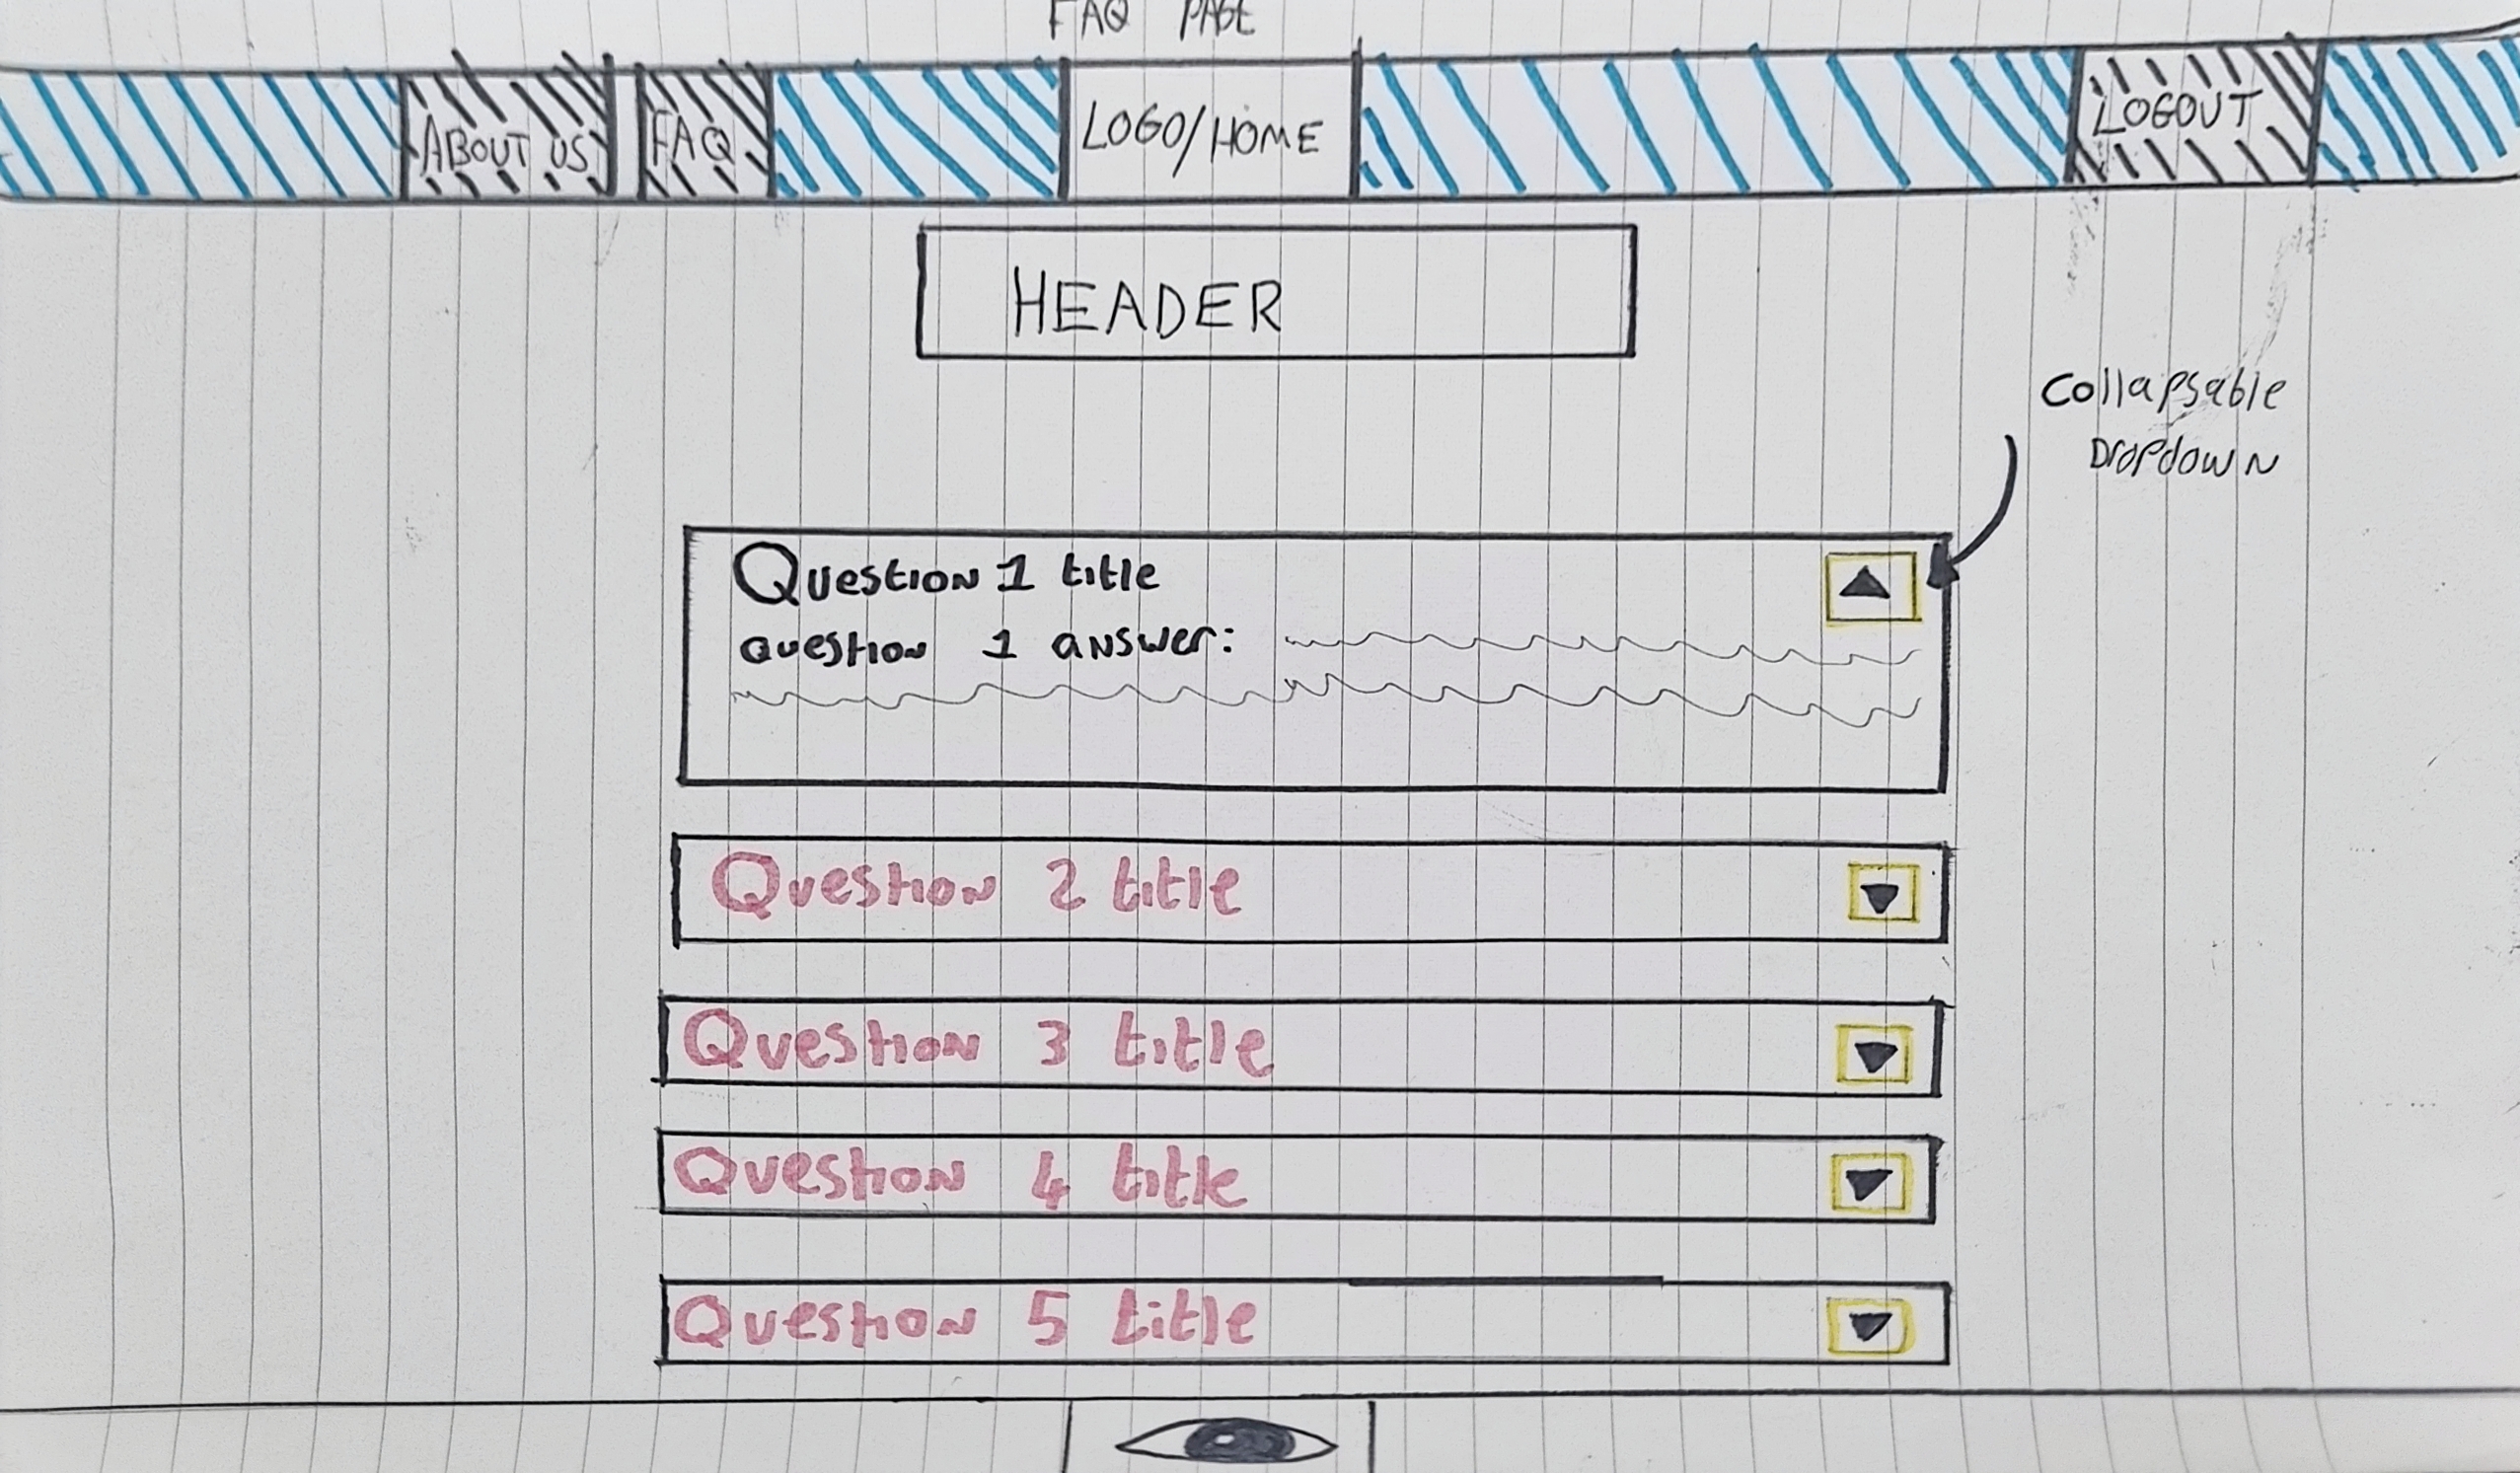 FAQ PAGE
ABOUT US FAQ LOGO/HOME LOGOUT
HEADER
Collapsable
Dropdown
Question 1 title
question 1 answer:
Question 2 title
Question 3 title
Question 4 title
Question 5 title